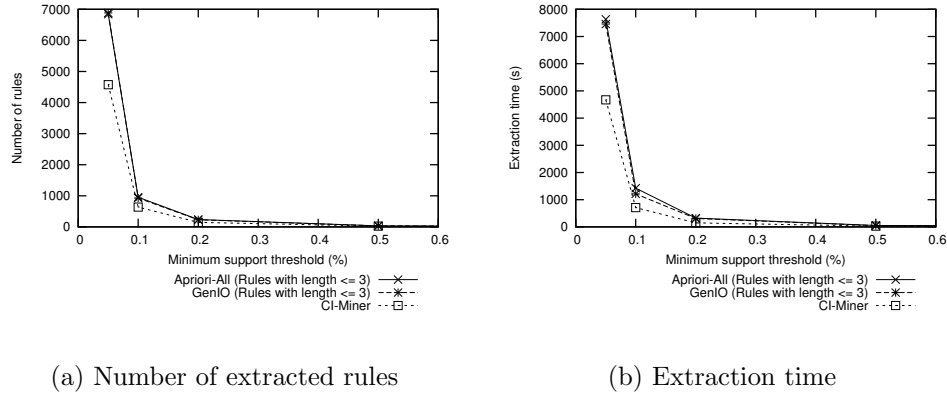 7000
6000
5000
4000
3000
2000
1000
0
Number of rules
0 0.1 0.2 0.3 0.4 0.5 0.6
Minimum support threshold (%)
Apriori-All (Rules with length <= 3)
GenIO (Rules with length <= 3)
CI-Miner
(a) Number of extracted rules
8000
7000
6000
5000
4000
3000
2000
1000
0
Extraction time (s)
0 0.1 0.2 0.3 0.4 0.5 0.6
Minimum support threshold (%)
Apriori-All (Rules with length <= 3)
GenIO (Rules with length <= 3)
CI-Miner
(b) Extraction time